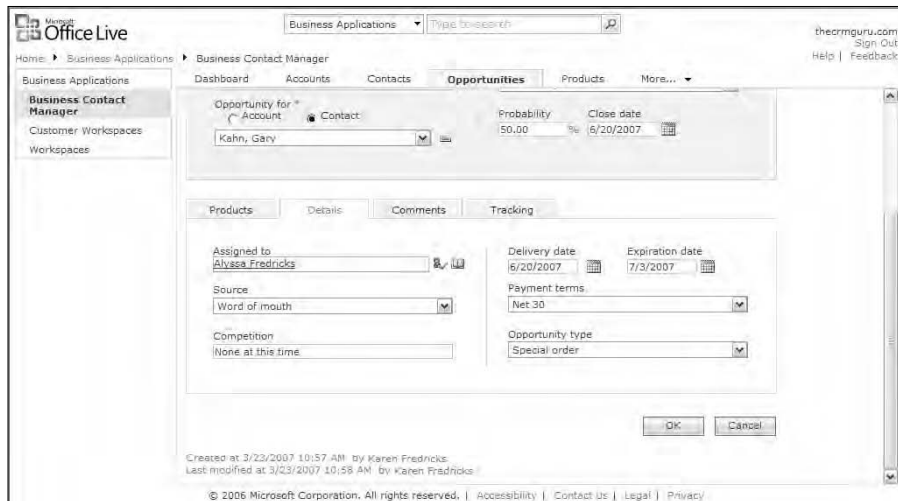 Microsoft
Office Live
Business Applications
Type to search
thecrmguru.com
Sign Out
Help | Feedback
Home Business Applications Business Contact Manager
Business Applications
Business Contact Manager
Customer Workspaces
Workspaces
Dashboard Accounts Contacts Opportunities Products More...
Opportunity for *
Account Contact
Kahn, Gary
Probability Close date
50.00 % 6/20/2007
Products Details Comments Tracking
Assigned to
Alyssa Fredricks
Source
Word of mouth
Competition
None at this time
Delivery date Expiration date
6/20/2007 7/3/2007
Payment terms
Net 30
Opportunity type
Special order
OK Cancel
Created at 3/23/2007 10:57 AM by Karen Fredricks
Last modified at 3/23/2007 10:58 AM by Karen Fredricks
© 2006 Microsoft Corporation. All rights reserved. | Accessibility | Contact Us | Legal | Privacy